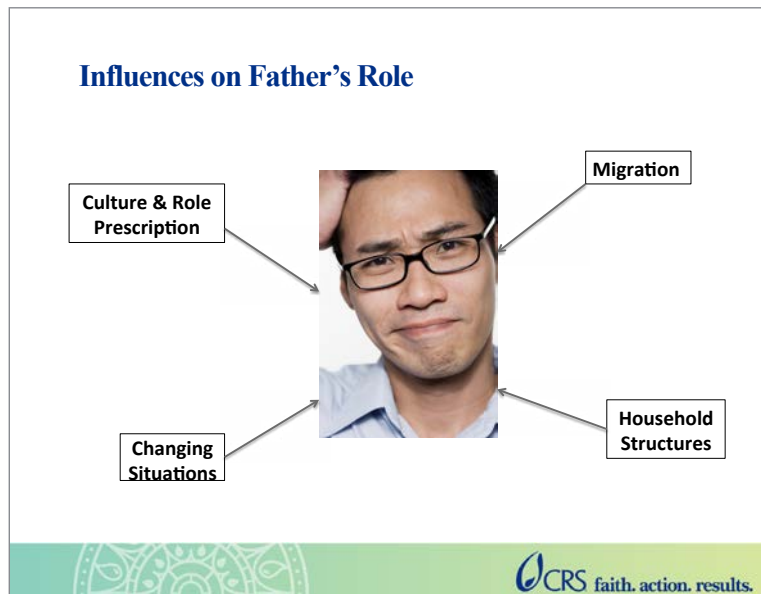 Influences on Father’s Role
Culture & Role
Prescription
Migration
Changing
Situations
Household
Structures
CRS faith. action. results.